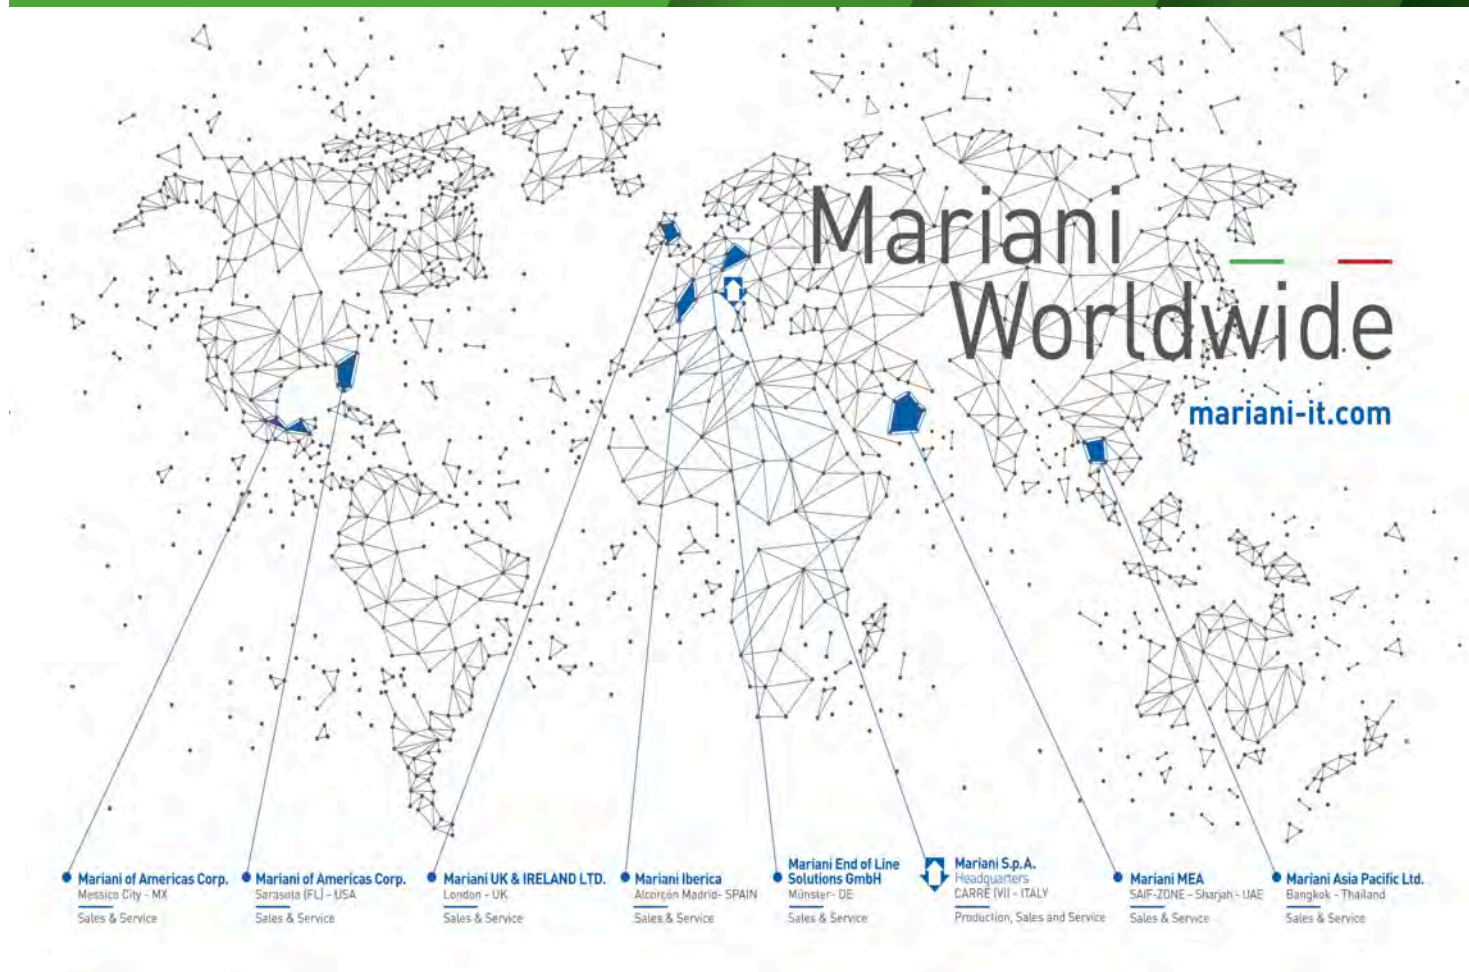 Mariani
Worldwide
mariani-it.com
Mariani of Americas Corp.
Messico City - MX
Sales & Service
Mariani of Americas Corp.
Sarasota (FL) - USA
Sales & Service
Mariani UK & IRELAND LTD.
London - UK
Sales & Service
Mariani Iberica
Alcorcón Madrid- SPAIN
Sales & Service
Mariani End of Line
Solutions GmbH
Münster- DE
Sales & Service
Mariani S.p.A.
Headquarters
CARRÈ (VI) - ITALY
Production, Sales and Service
Mariani MEA
SAIF-ZONE - Sharjah - UAE
Sales & Service
Mariani Asia Pacific Ltd.
Bangkok - Thailand
Sales & Service